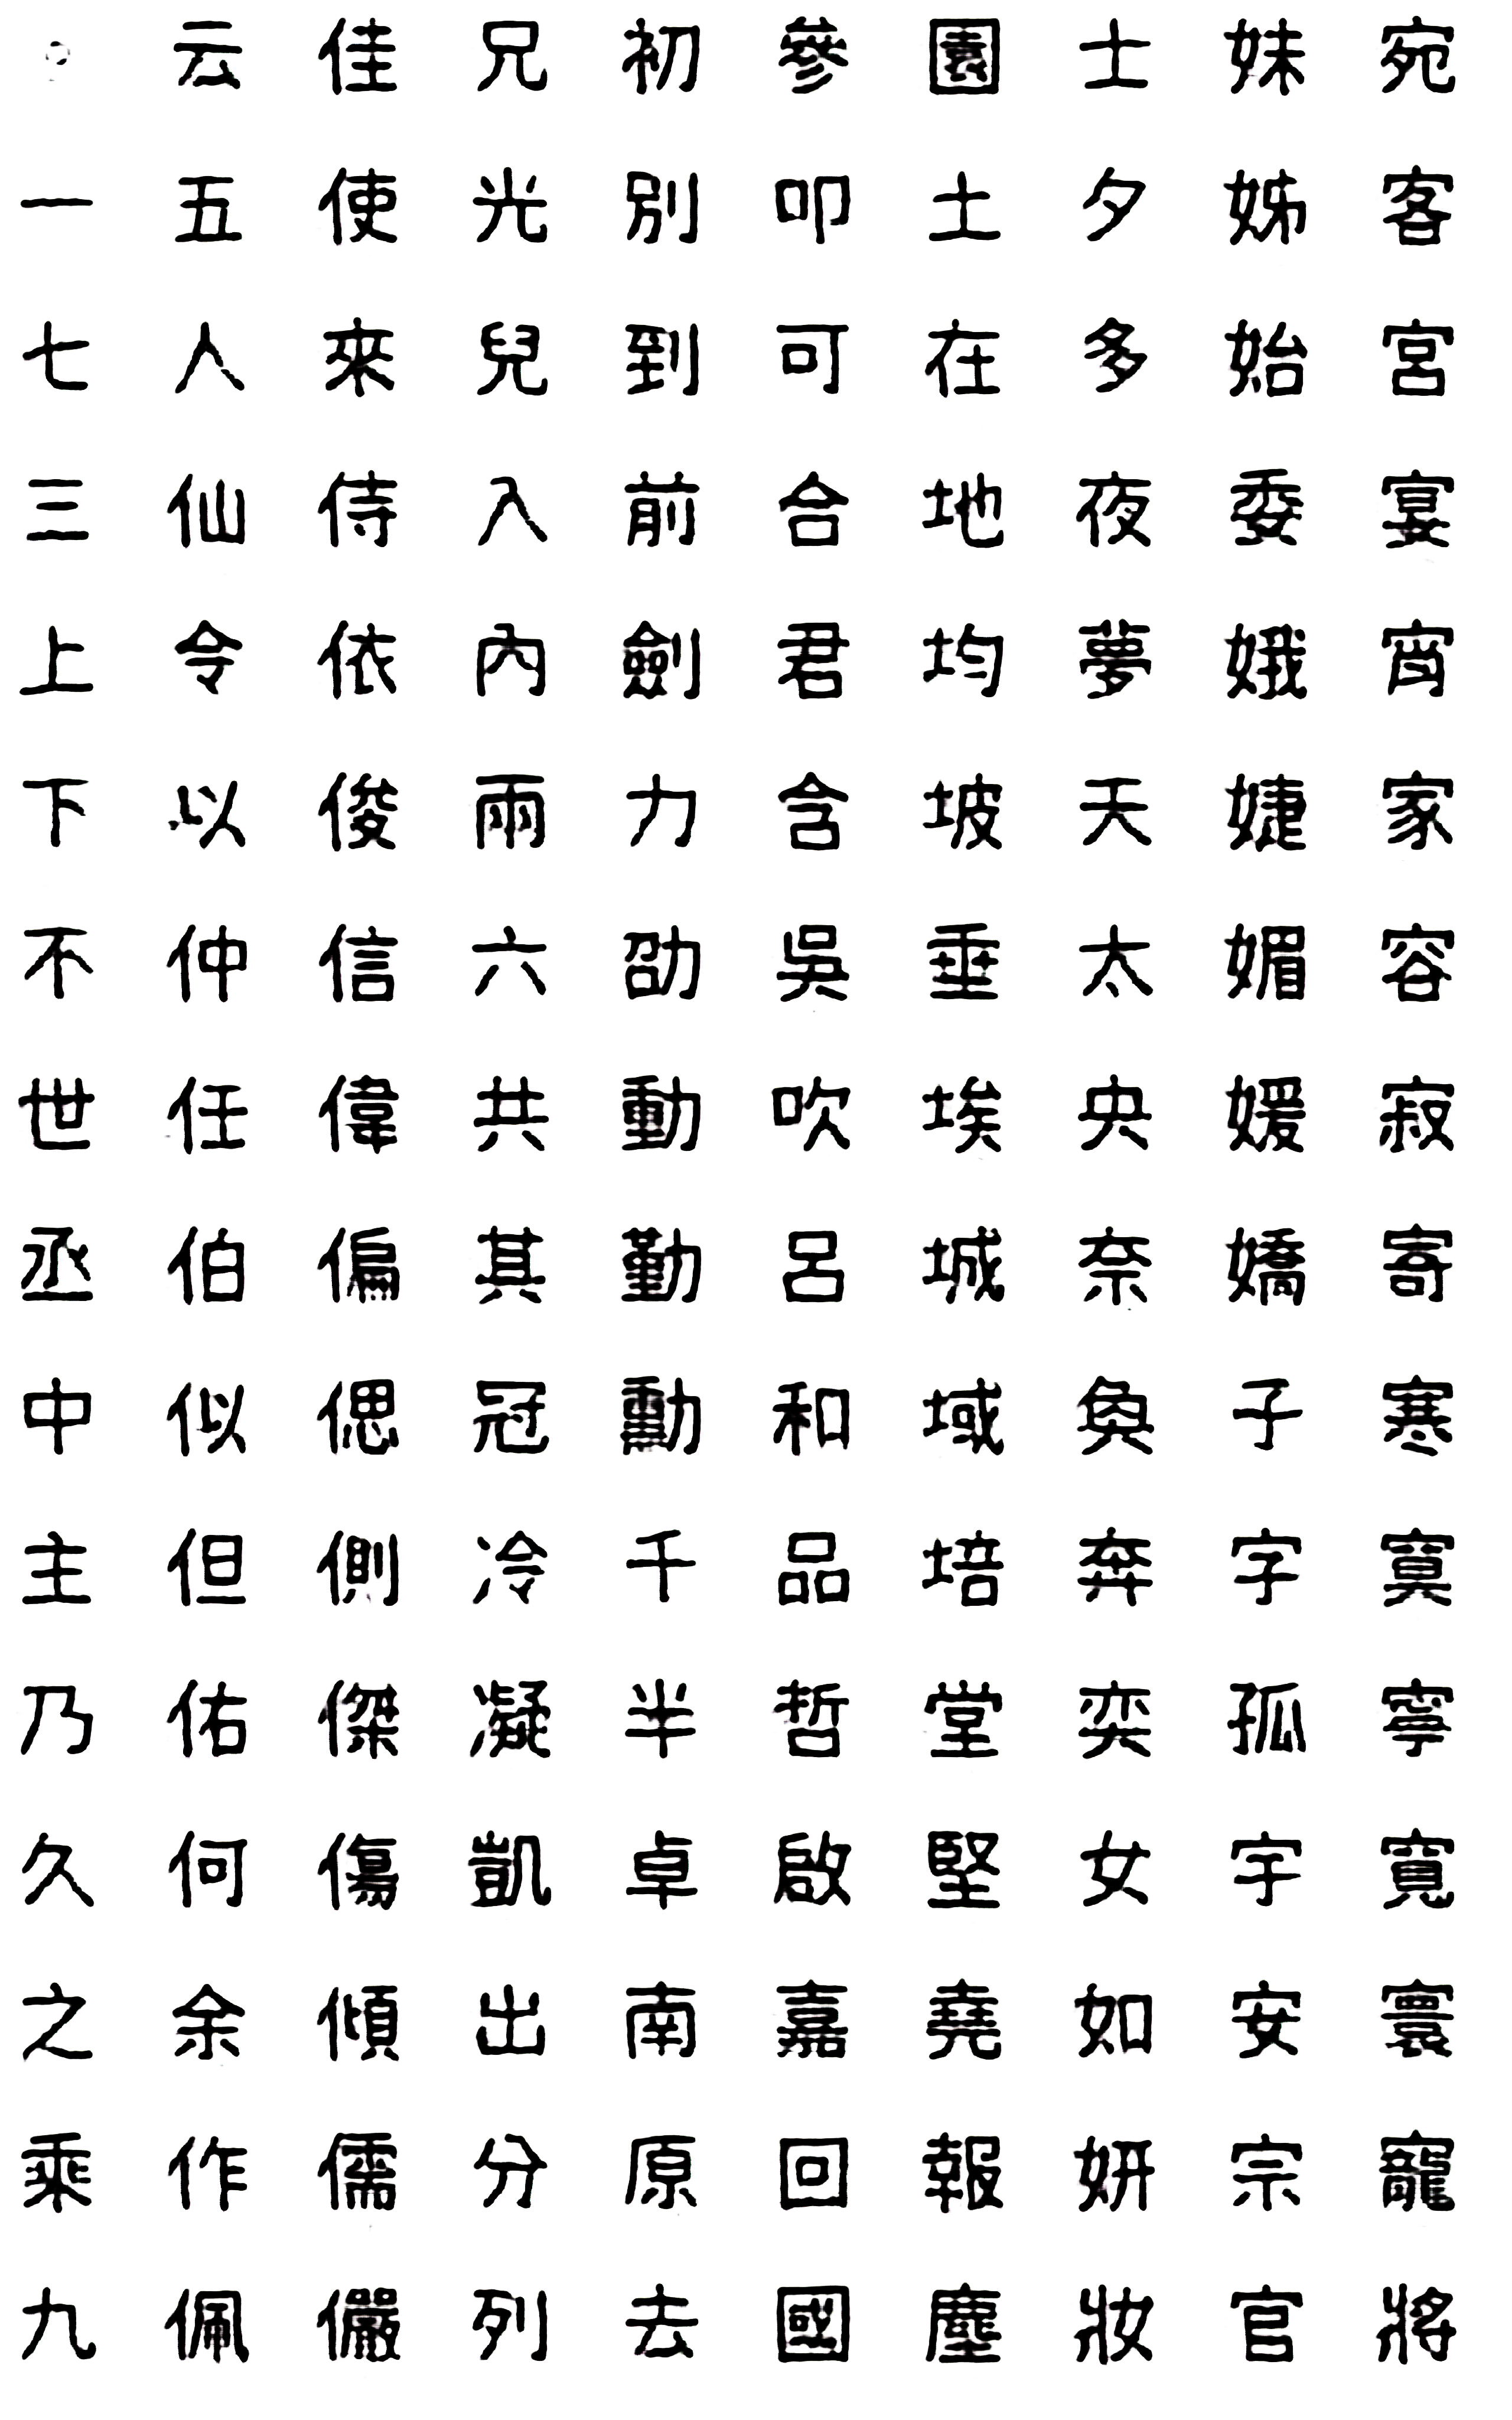 云佳兄初參園士妹宛
一五使光別叩土夕姊客
七人來兒到可在多始宮
三仙侍入前合地夜委宴
上令依內劍君均夢娥宵
下以俊兩力含坡天婕家
不仲信六劭吳垂太媚容
世任偉共動吹埃央媛寂
丞伯偏其勤呂城奈嬌寄
中似偲冠勳和域奐子寒
主但側冷千品培奔字寞
乃佑傑凝半哲堂奕孤寧
久何傷凱卓啟堅女宇寬
之余傾出南嘉堯如安寰
乘作儒分原回報妍宗寵
九佩儼列去國塵妝官將